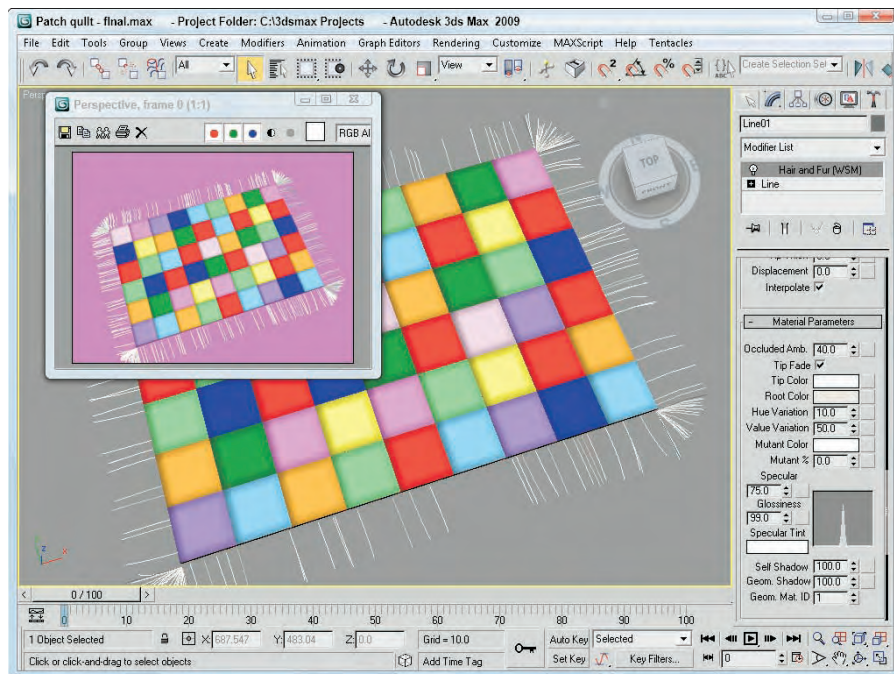 Patch quilt - final.max - Project Folder: C:\3dsmax Projects - Autodesk 3ds Max 2009
File Edit Tools Group Views Create Modifiers Animation Graph Editors Rendering Customize MAXScript Help Tentacles
All
View
Create Selection Sel
Perspective, frame 0 (1:1)
RGB Al
TOP
FRONT
Line01
Modifier List
Hair and Fur (WSM)
Line
Displacement 0.0
Interpolate
- Material Parameters
Occluded Amb. 40.0
Tip Fade
Tip Color
Root Color
Hue Variation 10.0
Value Variation 50.0
Mutant Color
Mutant % 0.0
Specular
75.0
Glossiness
99.0
Specular Tint
Self Shadow 100.0
Geom. Shadow 100.0
Geom. Mat. ID 1
z x
< 0 / 100 >
0 10 20 30 40 50 60 70 80 90 100
1 Object Selected X: 687.547 Y: 483.04 Z: 0.0 Grid = 10.0 Auto Key Selected
Click or click-and-drag to select objects Add Time Tag Set Key Key Filters... 0